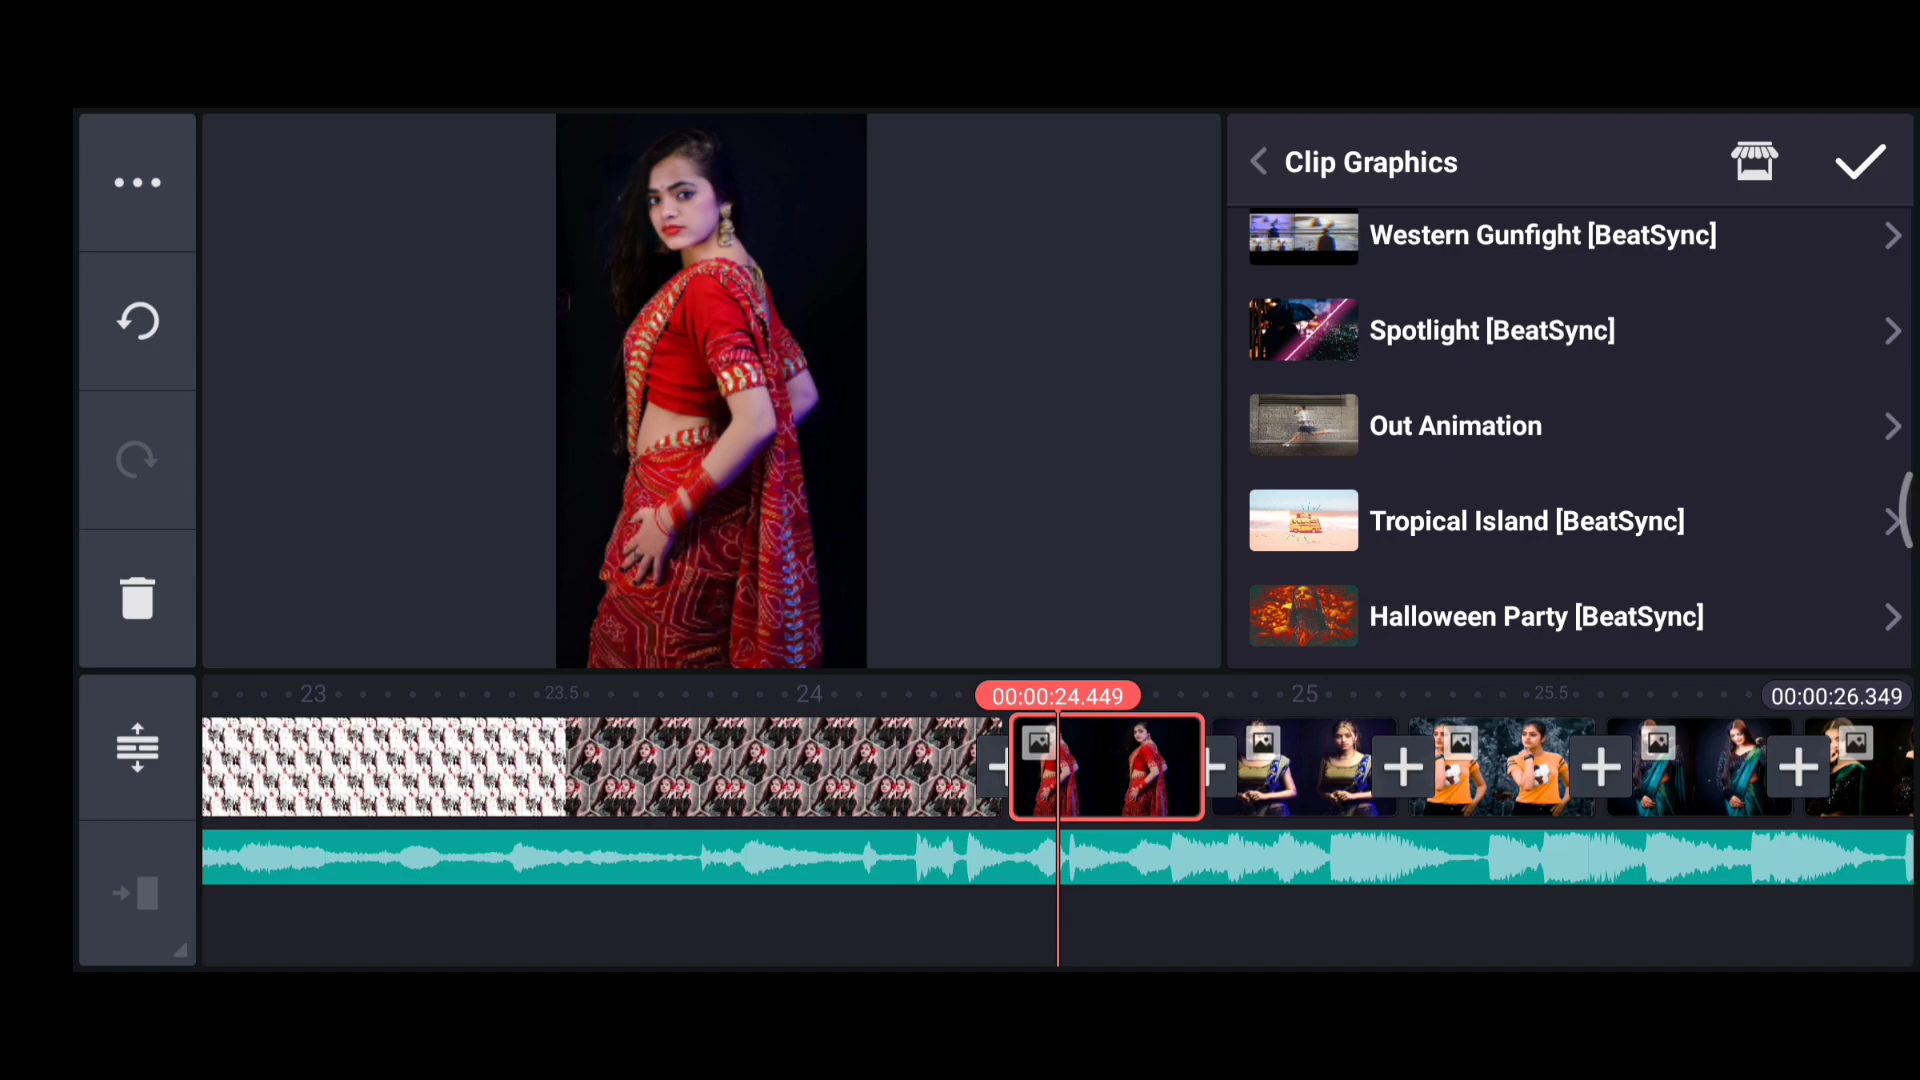 Clip Graphics
Western Gunfight [BeatSync]
Spotlight [BeatSync]
Out Animation
Tropical Island [BeatSync]
Halloween Party [BeatSync]
23 23.5 24 00:00:24.449 25 25.5 00:00:26.349